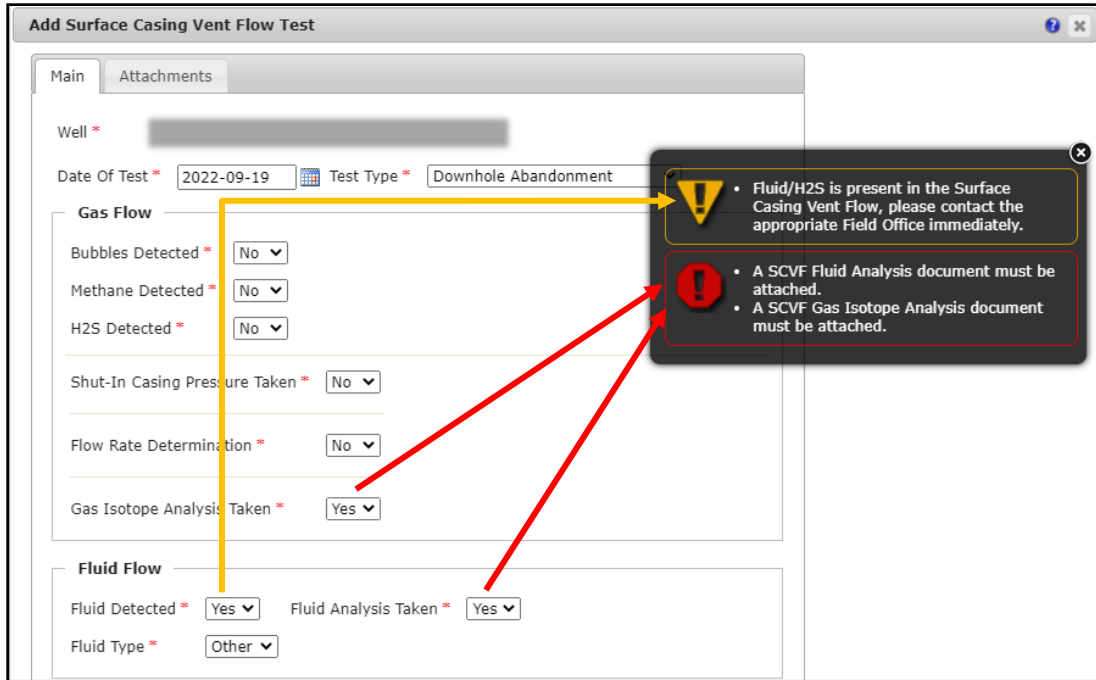 Add Surface Casing Vent Flow Test
Main Attachments
Well *
Date Of Test * 2022-09-19 Test Type * Downhole Abandonment
Gas Flow
Bubbles Detected * No
Methane Detected * No
H2S Detected * No
Shut-In Casing Pressure Taken * No
Flow Rate Determination * No
Gas Isotope Analysis Taken * Yes
Fluid Flow
Fluid Detected * Yes Fluid Analysis Taken * Yes
Fluid Type * Other
• Fluid/H2S is present in the Surface
Casing Vent Flow, please contact the
appropriate Field Office immediately.
• A SCVF Fluid Analysis document must be
attached.
• A SCVF Gas Isotope Analysis document
must be attached.